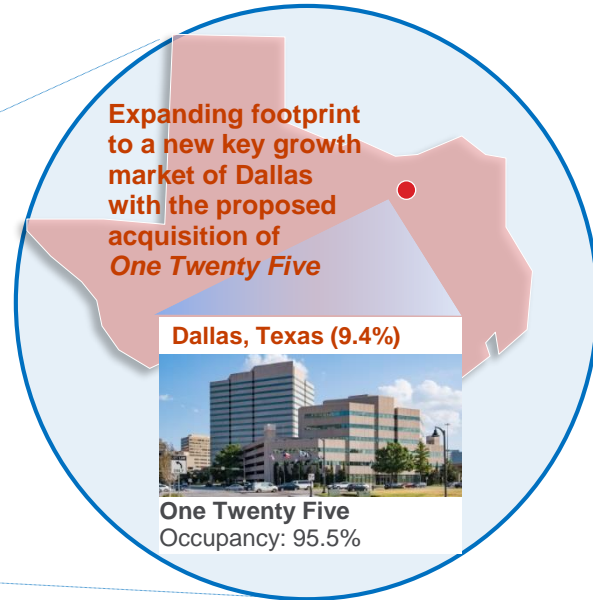 Expanding footprint
to a new key growth
market of Dallas
with the proposed
acquisition of
One Twenty Five
Dallas, Texas (9.4%)
One Twenty Five
Occupancy: 95.5%